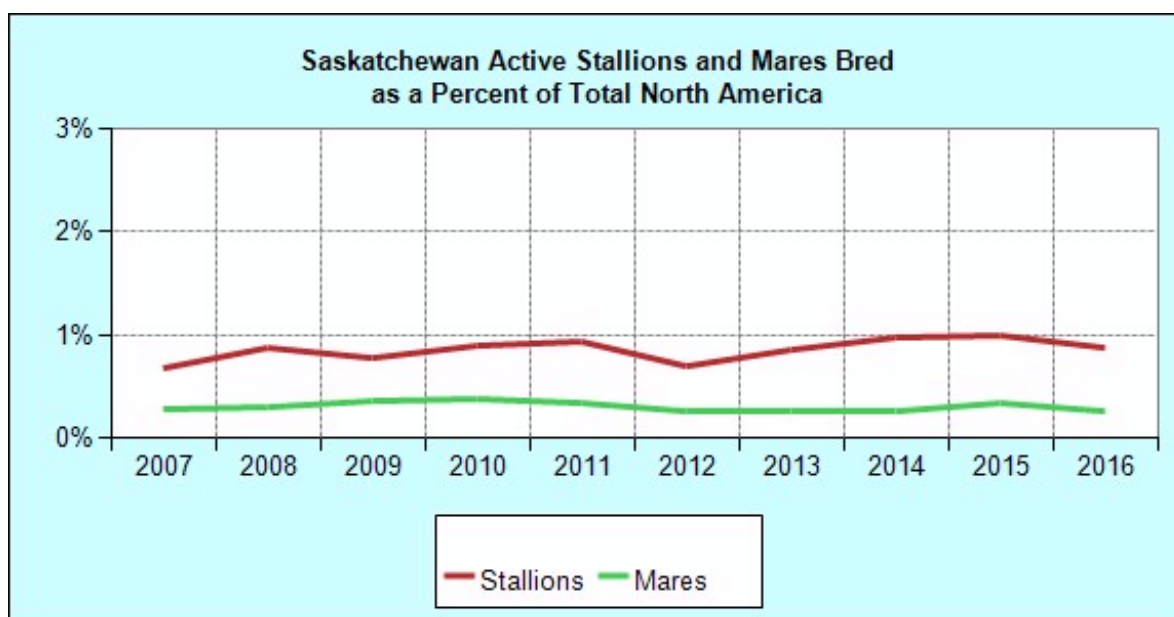 Saskatchewan Active Stallions and Mares Bred
as a Percent of Total North America
3%
2%
1%
0%
2007 2008 2009 2010 2011 2012 2013 2014 2015 2016
Stallions Mares